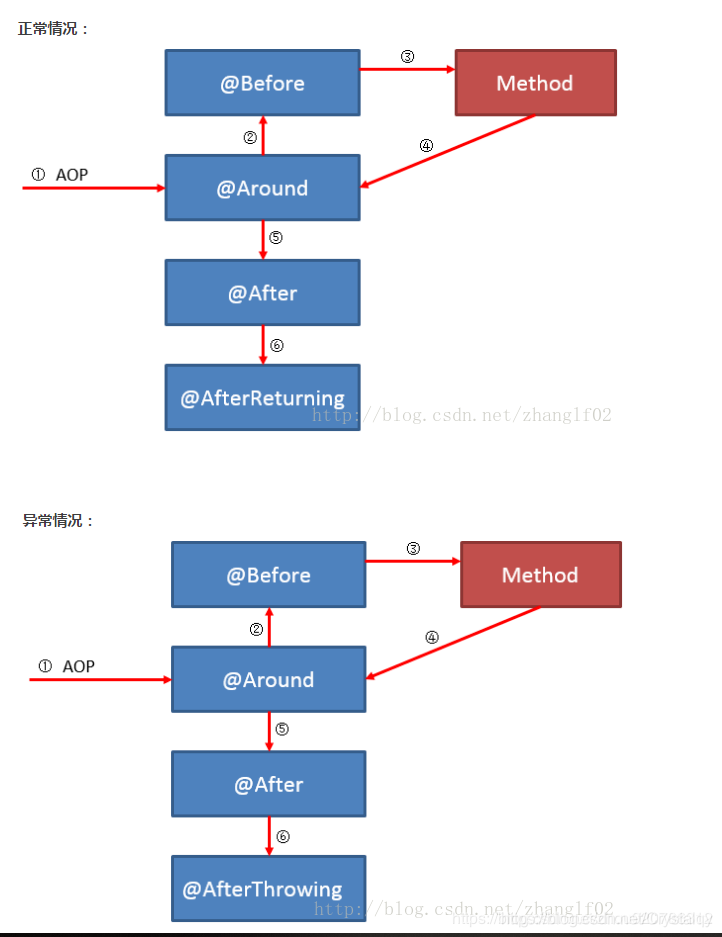 正常情况：
@Before
③
Method
②
④
① AOP
@Around
⑤
@After
⑥
@AfterReturning
http://blog.csdn.net/zhanglf02
异常情况：
@Before
③
Method
②
④
① AOP
@Around
⑤
@After
⑥
@AfterThrowing
http://blog.csdn.net/zhanglf02